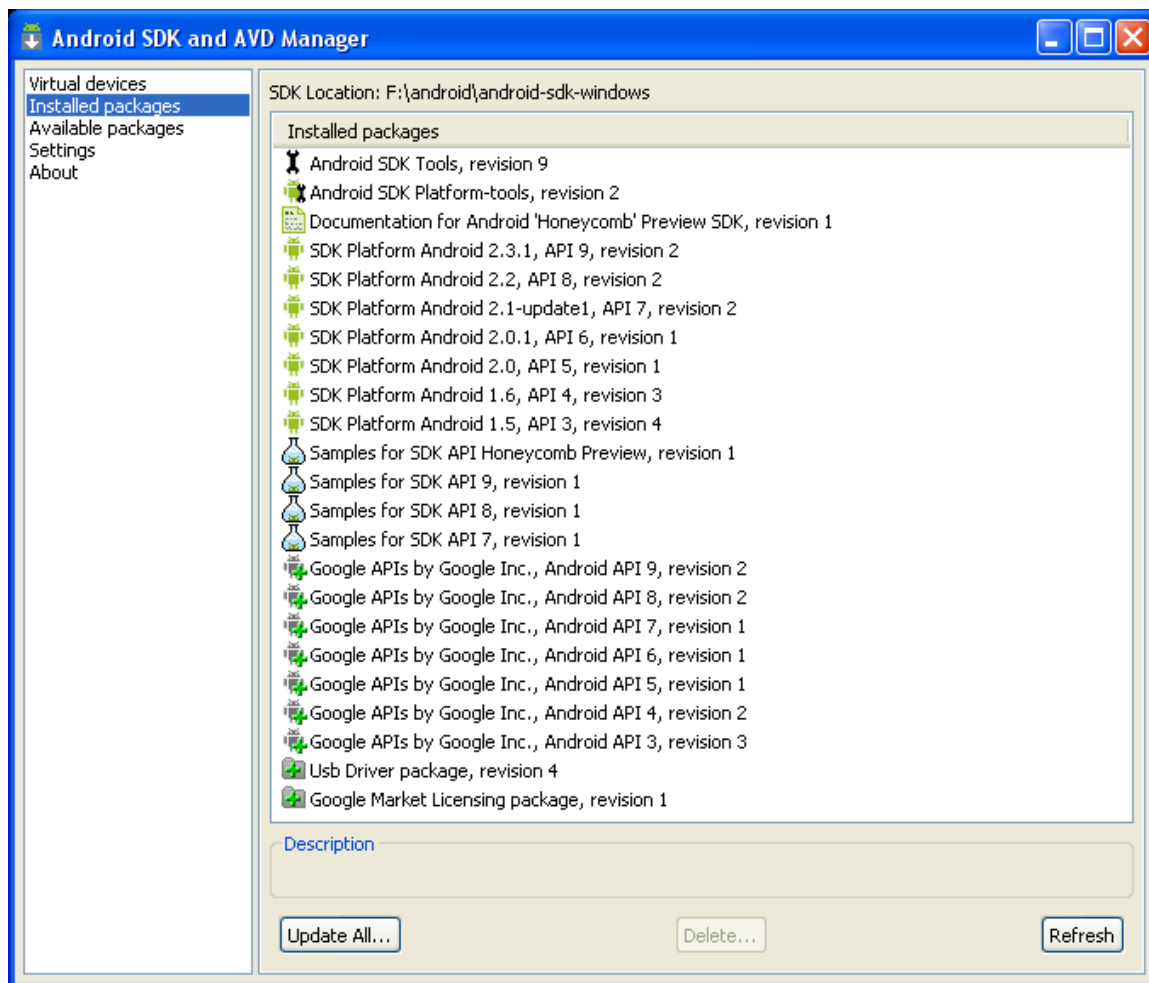 Android SDK and AVD Manager
Virtual devices
Installed packages
Available packages
Settings
About
SDK Location: F:\android\android-sdk-windows
Installed packages
Android SDK Tools, revision 9
Android SDK Platform-tools, revision 2
Documentation for Android 'Honeycomb' Preview SDK, revision 1
SDK Platform Android 2.3.1, API 9, revision 2
SDK Platform Android 2.2, API 8, revision 2
SDK Platform Android 2.1-update1, API 7, revision 2
SDK Platform Android 2.0.1, API 6, revision 1
SDK Platform Android 2.0, API 5, revision 1
SDK Platform Android 1.6, API 4, revision 3
SDK Platform Android 1.5, API 3, revision 4
Samples for SDK API Honeycomb Preview, revision 1
Samples for SDK API 9, revision 1
Samples for SDK API 8, revision 1
Samples for SDK API 7, revision 1
Google APIs by Google Inc., Android API 9, revision 2
Google APIs by Google Inc., Android API 8, revision 2
Google APIs by Google Inc., Android API 7, revision 1
Google APIs by Google Inc., Android API 6, revision 1
Google APIs by Google Inc., Android API 5, revision 1
Google APIs by Google Inc., Android API 4, revision 2
Google APIs by Google Inc., Android API 3, revision 3
Usb Driver package, revision 4
Google Market Licensing package, revision 1
Description
Update All...
Delete...
Refresh